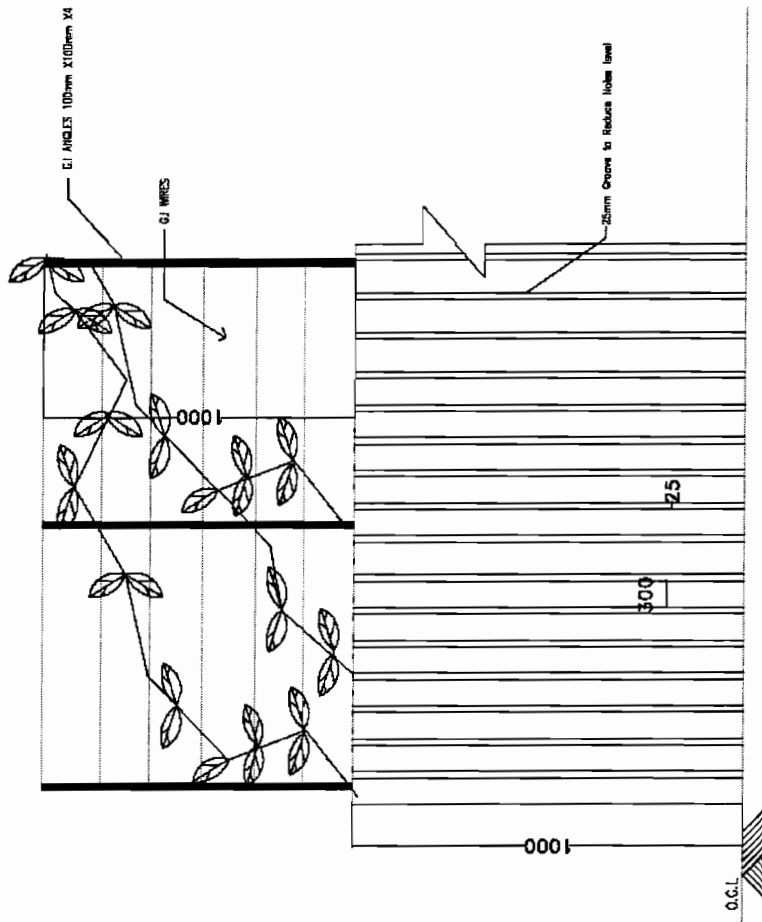 G.I ANGLES 100mm X100mm X4
G.I WIRES
1000
25mm Groove to Reduce Noise level
25
300
1000
O.G.L